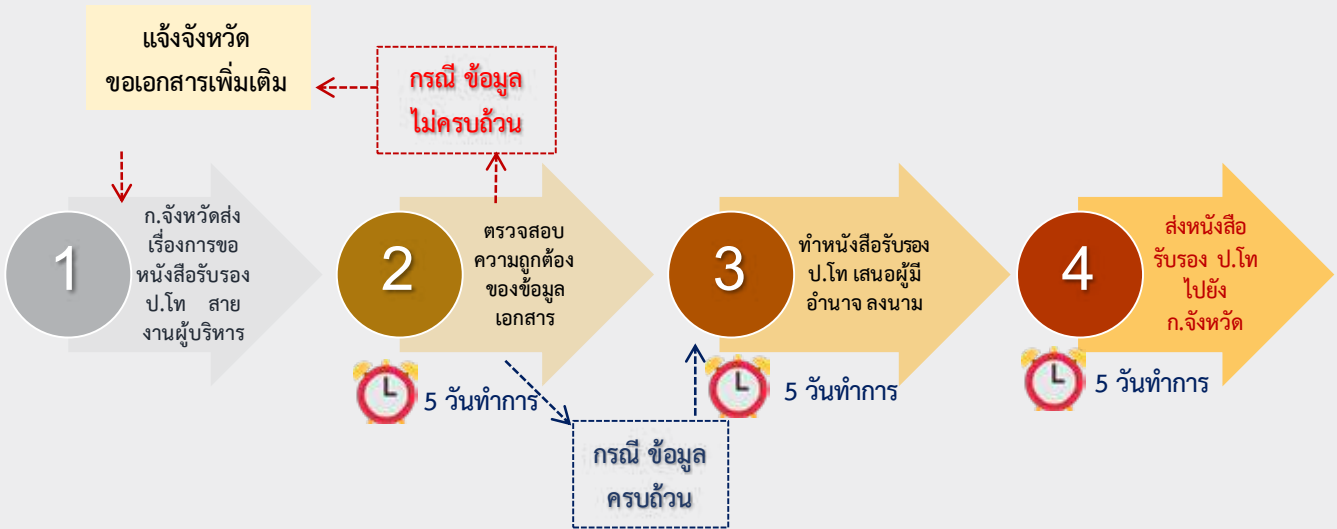 แจ้งจังหวัด
ขอเอกสารเพิ่มเติม
กรณี ข้อมูล
ไม่ครบถ้วน
1
ก.จังหวัดส่ง
เรื่องการขอ
หนังสือรับรอง
ป.โท สาย
งานผู้บริหาร
2
ตรวจสอบ
ความถูกต้อง
ของข้อมูล
เอกสาร
5 วันทำการ
กรณี ข้อมูล
ครบถ้วน
3
ทำหนังสือรับรอง
ป.โท เสนอผู้มี
อำนาจ ลงนาม
5 วันทำการ
4
ส่งหนังสือ
รับรอง ป.โท
ไปยัง
ก.จังหวัด
5 วันทำการ